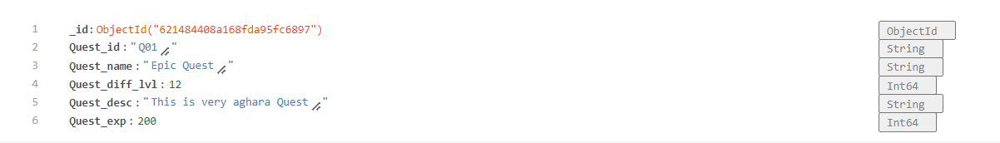 1 _id: ObjectId("621484408a168fda95fc6897") ObjectId
2 Quest_id : "Q01" String
3 Quest_name : "Epic Quest" String
4 Quest_diff_lvl : 12 Int64
5 Quest_desc : "This is very aghara Quest" String
6 Quest_exp : 200 Int64